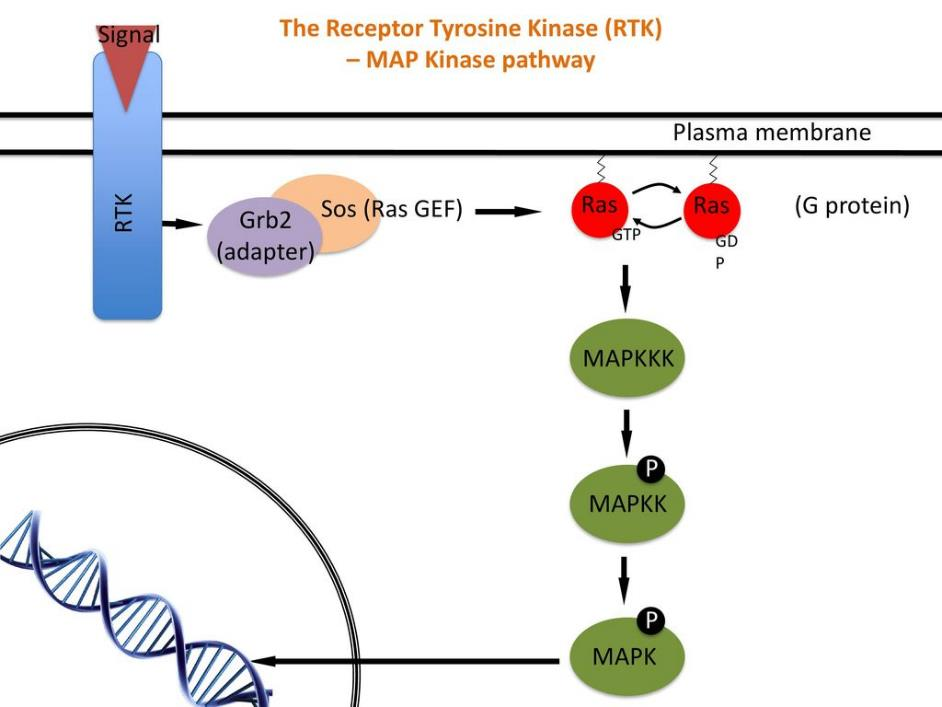 Signal
The Receptor Tyrosine Kinase (RTK)
– MAP Kinase pathway
Plasma membrane
RTK
Grb2
(adapter)
Sos (Ras GEF)
Ras
GTP
Ras
GD
P
(G protein)
MAPKKK
P
MAPKK
P
MAPK